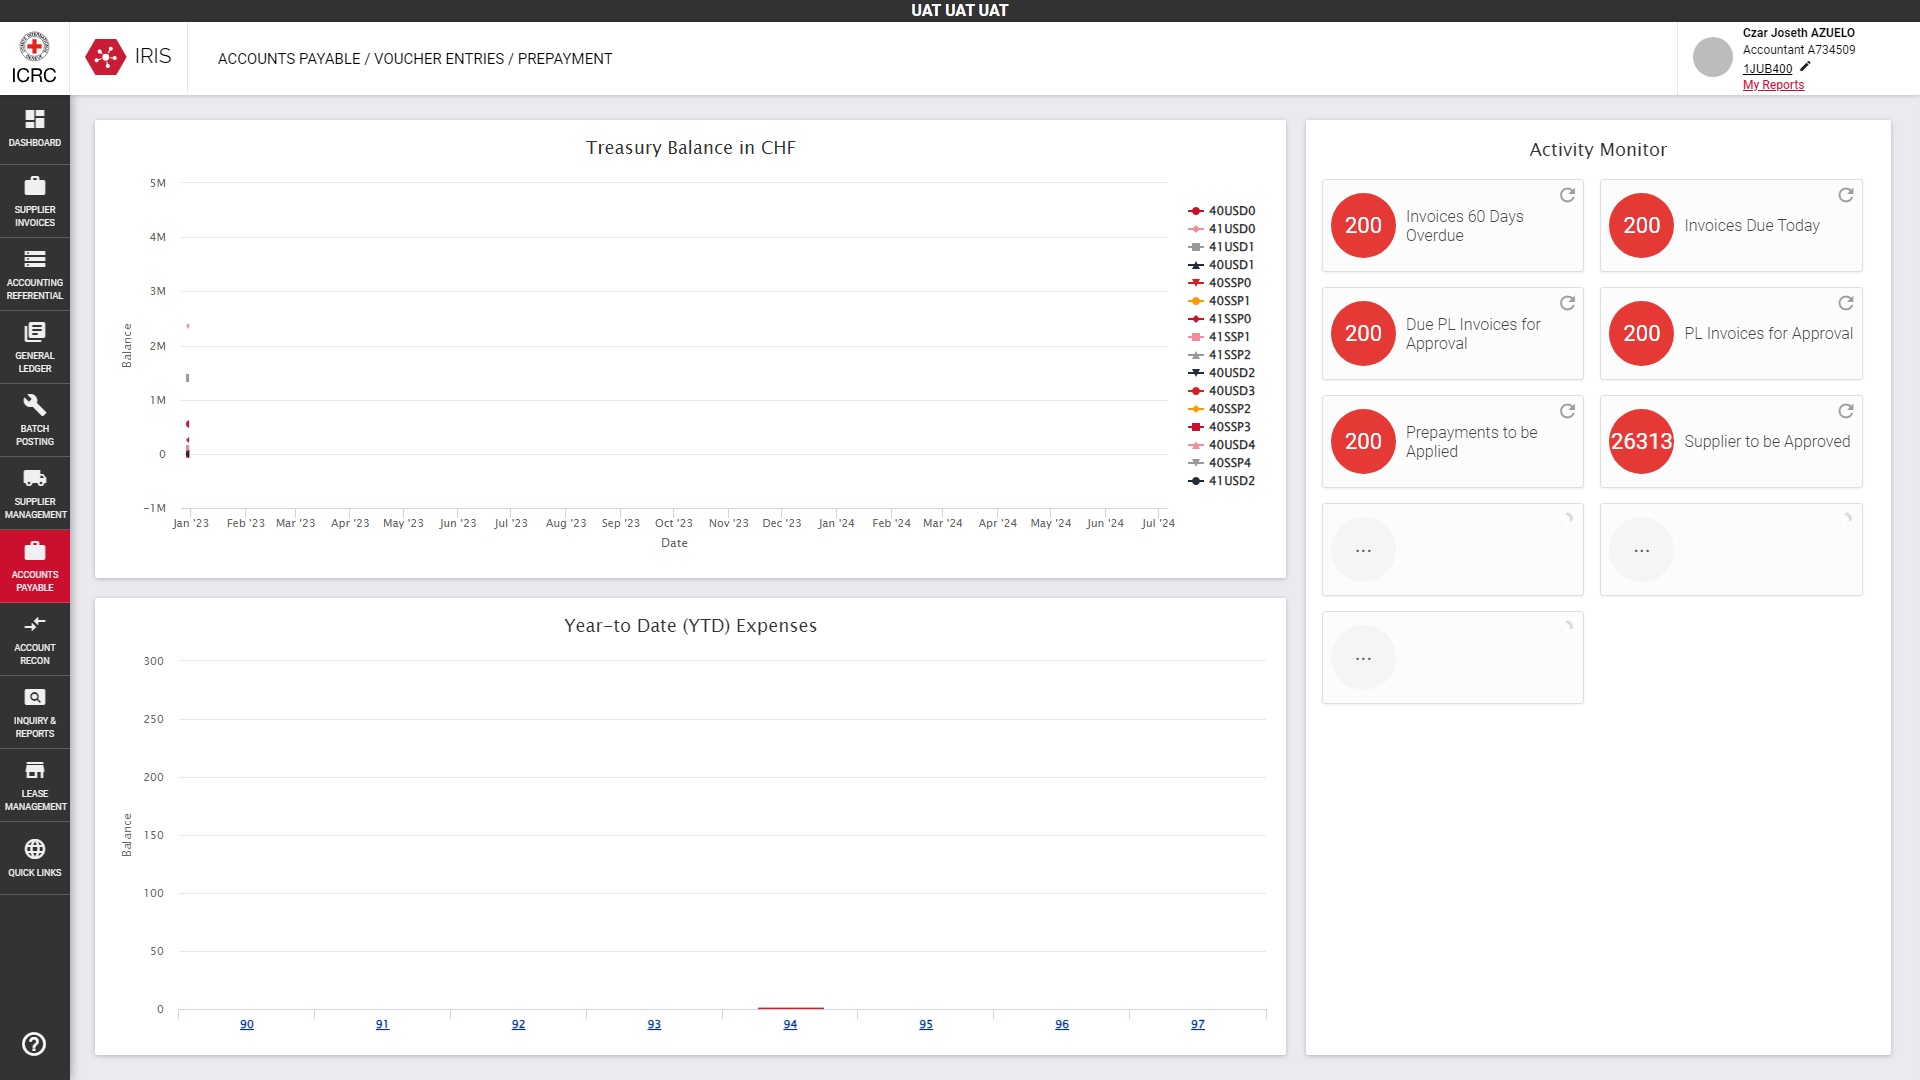 UAT UAT UAT
ICRC
IRIS
ACCOUNTS PAYABLE / VOUCHER ENTRIES / PREPAYMENT
Czar Joseth AZUELO
Accountant A734509
1JUB400
My Reports
DASHBOARD
SUPPLIER
INVOICES
ACCOUNTING
REFERENTIAL
GENERAL
LEDGER
BATCH
POSTING
SUPPLIER
MANAGEMENT
ACCOUNTS
PAYABLE
ACCOUNT
RECON
INQUIRY &
REPORTS
LEASE
MANAGEMENT
QUICK LINKS
Treasury Balance in CHF
5M
4M
3M
2M
1M
0
-1M
Balance
Jan '23 Feb '23 Mar '23 Apr '23 May '23 Jun '23 Jul '23 Aug '23 Sep '23 Oct '23 Nov '23 Dec '23 Jan '24 Feb '24 Mar '24 Apr '24 May '24 Jun '24 Jul '24
Date
40USD0
41USD0
41USD1
40USD1
40SSP0
40SSP1
41SSP0
41SSP1
41SSP2
40USD2
40USD3
40SSP2
40SSP3
40USD4
40SSP4
41USD2
Year-to Date (YTD) Expenses
300
250
200
150
100
50
0
Balance
90 91 92 93 94 95 96 97
Activity Monitor
200 Invoices 60 Days
Overdue
200 Invoices Due Today
200 Due PL Invoices for
Approval
200 PL Invoices for Approval
200 Prepayments to be
Applied
26313 Supplier to be Approved
...
...
...